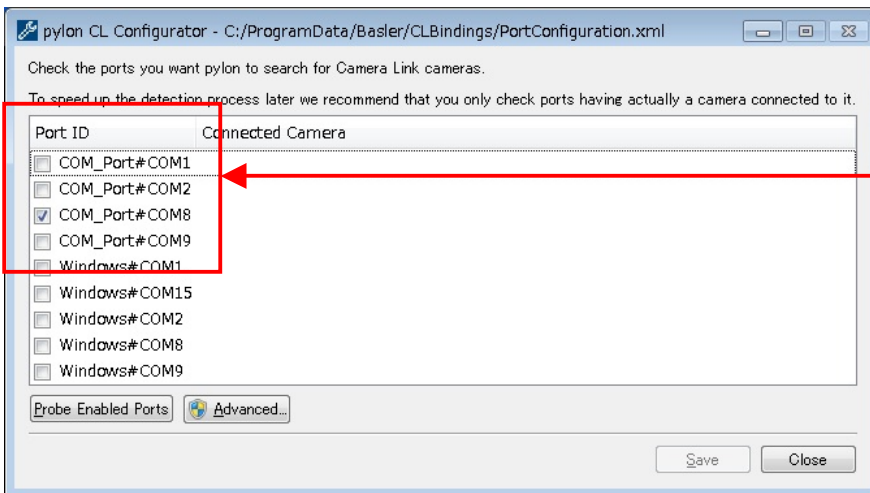 pylon CL Configurator - C:/ProgramData/Basler/CLBindings/PortConfiguration.xml
Check the ports you want pylon to search for Camera Link cameras.
To speed up the detection process later we recommend that you only check ports having actually a camera connected to it.
Port ID Connected Camera
COM_Port#COM1
COM_Port#COM2
COM_Port#COM8
COM_Port#COM9
Windows#COM1
Windows#COM15
Windows#COM2
Windows#COM8
Windows#COM9
Probe Enabled Ports Advanced...
Save Close